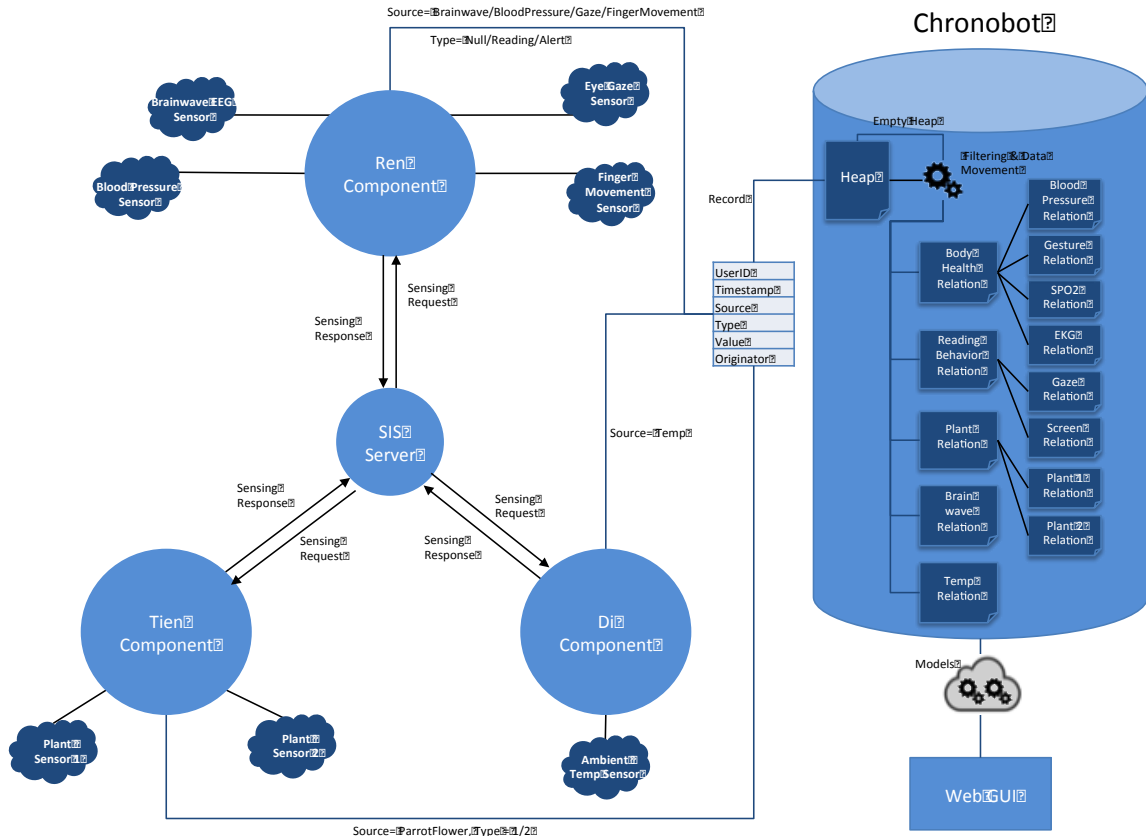 Source= Brainwave/BloodPressure/Gaze/FingerMovement
Type= Null/Reading/Alert
Chronobot
Brainwave EEG
Sensor
Eye Gaze
Sensor
Blood Pressure
Sensor
Finger
Movement
Sensor
Ren
Component
Sensing
Request
Sensing
Response
SIS
Server
Sensing
Response
Sensing
Request
Sensing
Request
Sensing
Response
Tien
Component
Di
Component
Plant
Sensor 1
Plant
Sensor 2
Ambient
Temp Sensor
Source= ParrotFlower, Type= 1/2
Source= Temp
Record
UserID
Timestamp
Source
Type
Value
Originator
Empty Heap
Heap
Filtering & Data
Movement
Body
Health
Relation
Reading
Behavior
Relation
Plant
Relation
Brain
wave
Relation
Temp
Relation
Blood
Pressure
Relation
Gesture
Relation
SPO2
Relation
EKG
Relation
Gaze
Relation
Screen
Relation
Plant 1
Relation
Plant 2
Relation
Models
Web GUI